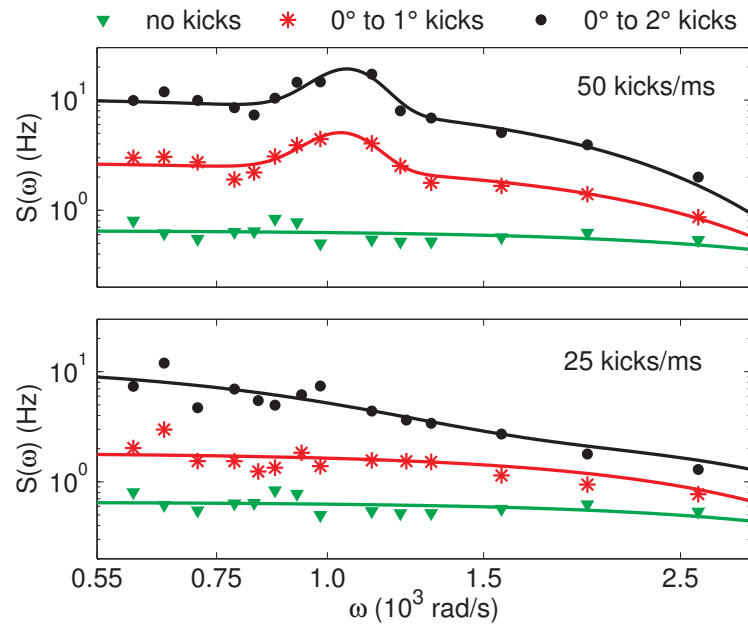 no kicks 0° to 1° kicks 0° to 2° kicks
50 kicks/ms
S(ω) (Hz)
10¹
10⁰
25 kicks/ms
S(ω) (Hz)
10¹
10⁰
0.55 0.75 1.0 1.5 2.5
ω (10³ rad/s)